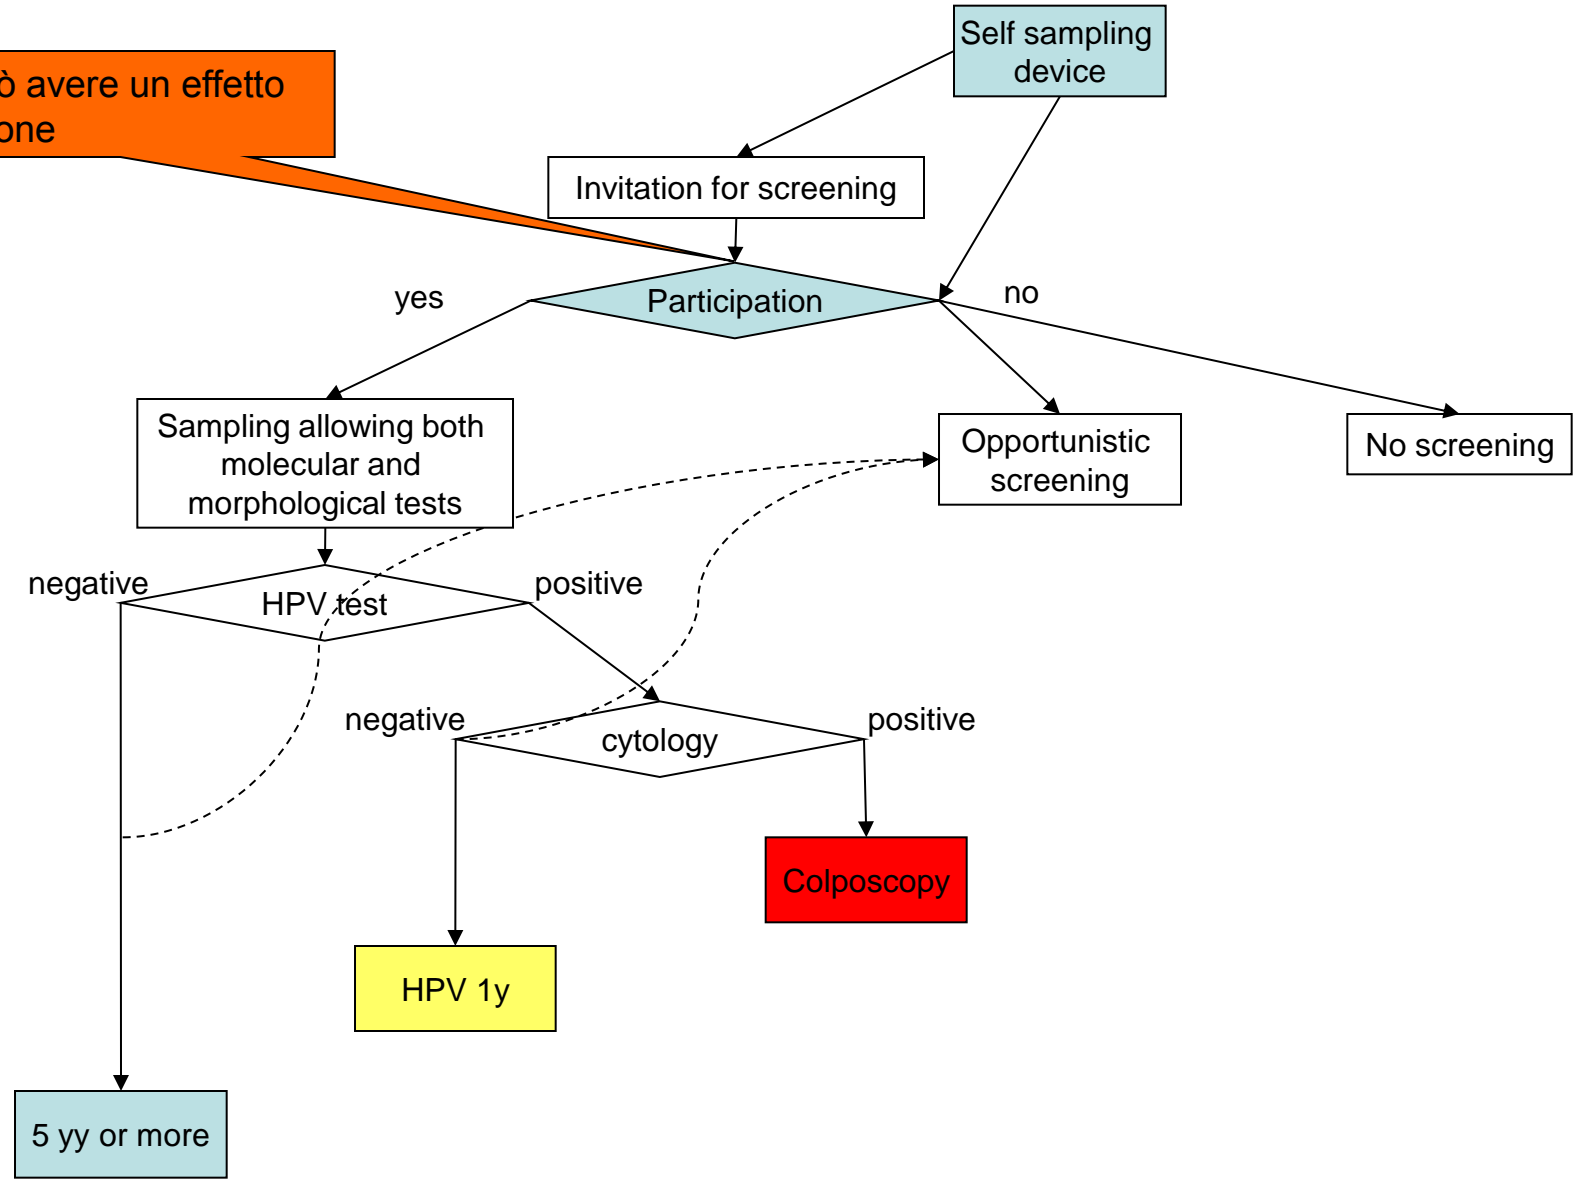 Self sampling
device
ò avere un effetto
one
Invitation for screening
Participation
yes
no
Sampling allowing both
molecular and
morphological tests
Opportunistic
screening
No screening
negative
HPV test
positive
negative
cytology
positive
Colposcopy
HPV 1y
5 yy or more